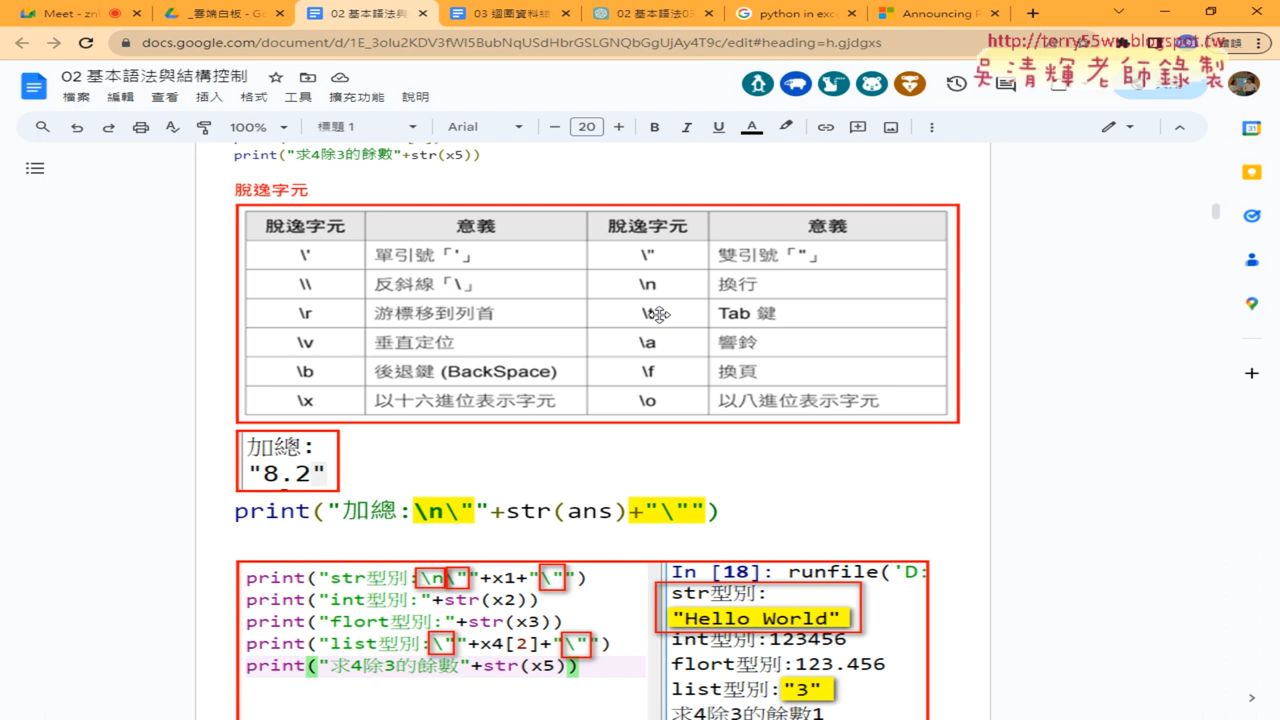 Meet - znl
_雲端白板 - Go
02 基本語法與
03 迴圈資料結
02 基本語法03
python in exc
Announcing P
docs.google.com/document/d/1E_3olu2KDV3fWI5BubNqUSdHbrGSLGNQbGgUjAy4T9c/edit#heading=h.gjdgxs
http://terry55wu.blogspot.tw
吳清輝老師錄製
02 基本語法與結構控制
檔案 編輯 查看 插入 格式 工具 擴充功能 說明
100% 標題 1 Arial 20 B I U A
print("求4除3的餘數"+str(x5))
脫逸字元
脫逸字元 意義 脫逸字元 意義
\' 單引號「'」 \" 雙引號「"」
\\ 反斜線「\」 \n 換行
\r 游標移到列首 \t Tab 鍵
\v 垂直定位 \a 響鈴
\b 後退鍵 (BackSpace) \f 換頁
\x 以十六進位表示字元 \o 以八進位表示字元
加總:
"8.2"
print("加總:\n\""+str(ans)+"\"")
print("str型別:\n\""+x1+"\"")
print("int型別:"+str(x2))
print("flort型別:"+str(x3))
print("list型別:\""+x4[2]+"\"")
print("求4除3的餘數"+str(x5))
In [18]: runfile('D:
str型別:
"Hello World"
int型別:123456
flort型別:123.456
list型別:"3"
求4除3的餘數1